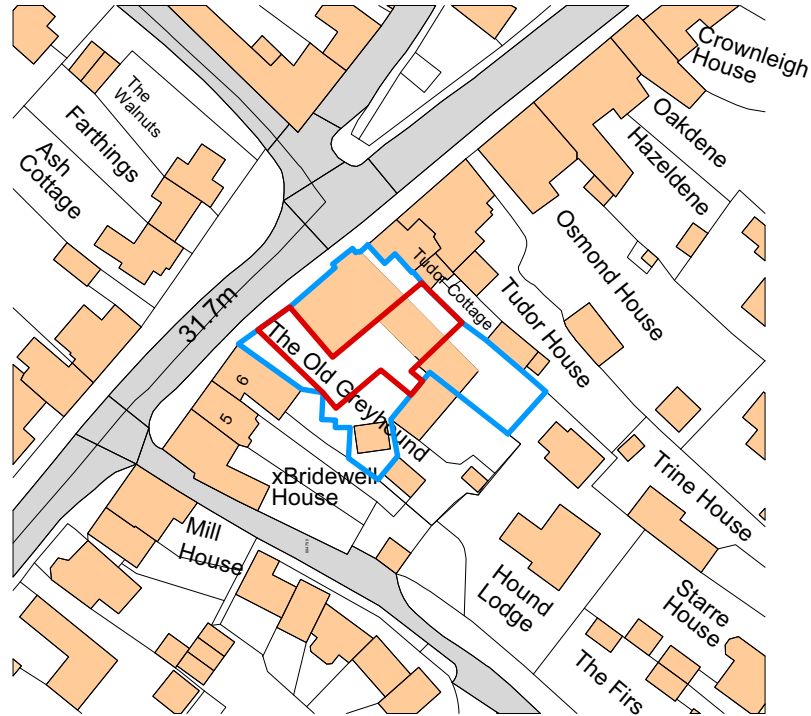 Crownleigh
House
The
Walnuts
Farthings
Ash
Cottage
Oakdene
Hazeldene
Osmond House
Tudor Cottage
Tudor House
31.7m
The Old Greyhound
6
5
xBridewell
House
Trine House
Mill
House
Hound
Lodge
Starre
House
The Firs